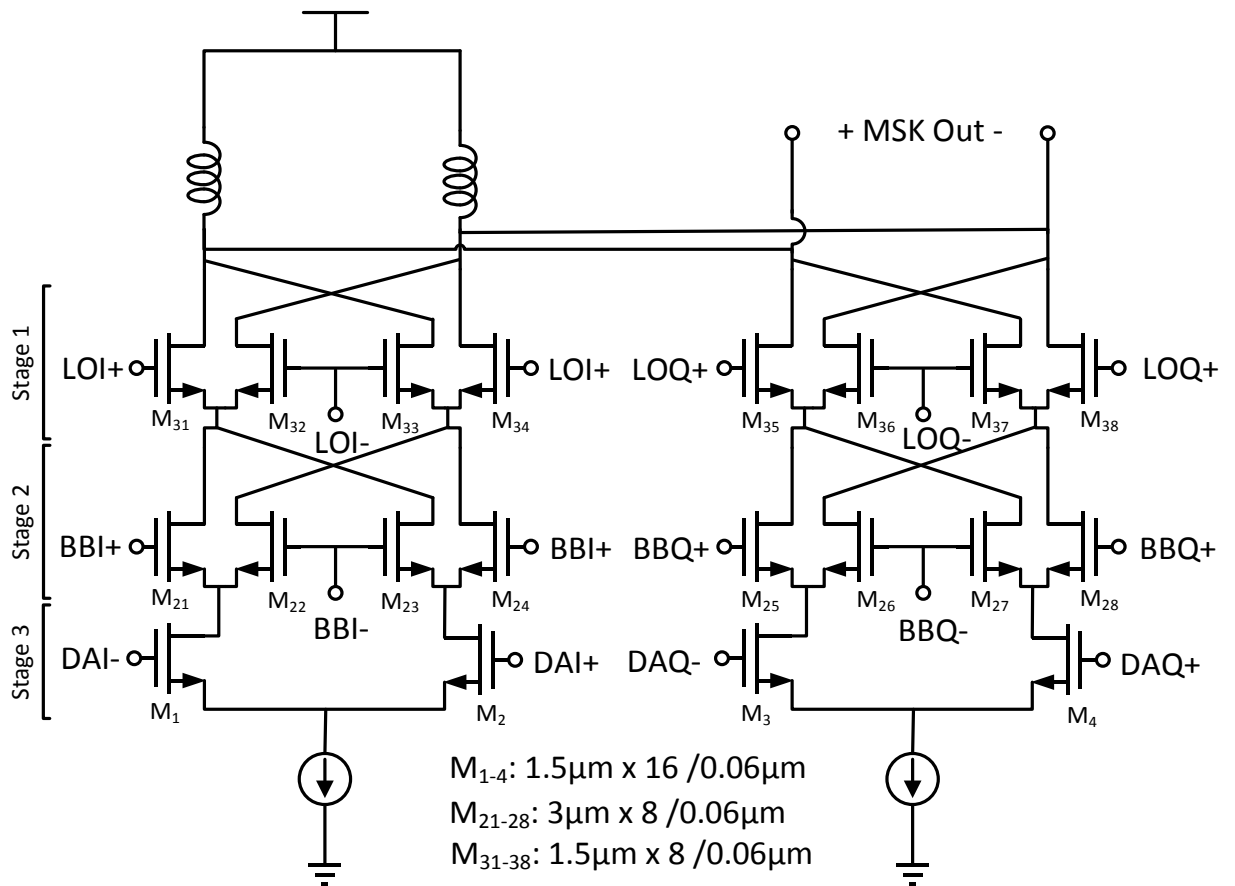 + MSK Out -
Stage 1
LOI+
M31
M32
LOI-
M33
M34
LOI+
LOQ+
M35
M36
LOQ-
M37
M38
LOQ+
Stage 2
BBI+
M21
M22
BBI-
M23
M24
BBI+
BBQ+
M25
M26
BBQ-
M27
M28
BBQ+
Stage 3
DAI-
M1
M2
DAI+
DAQ-
M3
M4
DAQ+
M1-4: 1.5µm x 16 /0.06µm
M21-28: 3µm x 8 /0.06µm
M31-38: 1.5µm x 8 /0.06µm